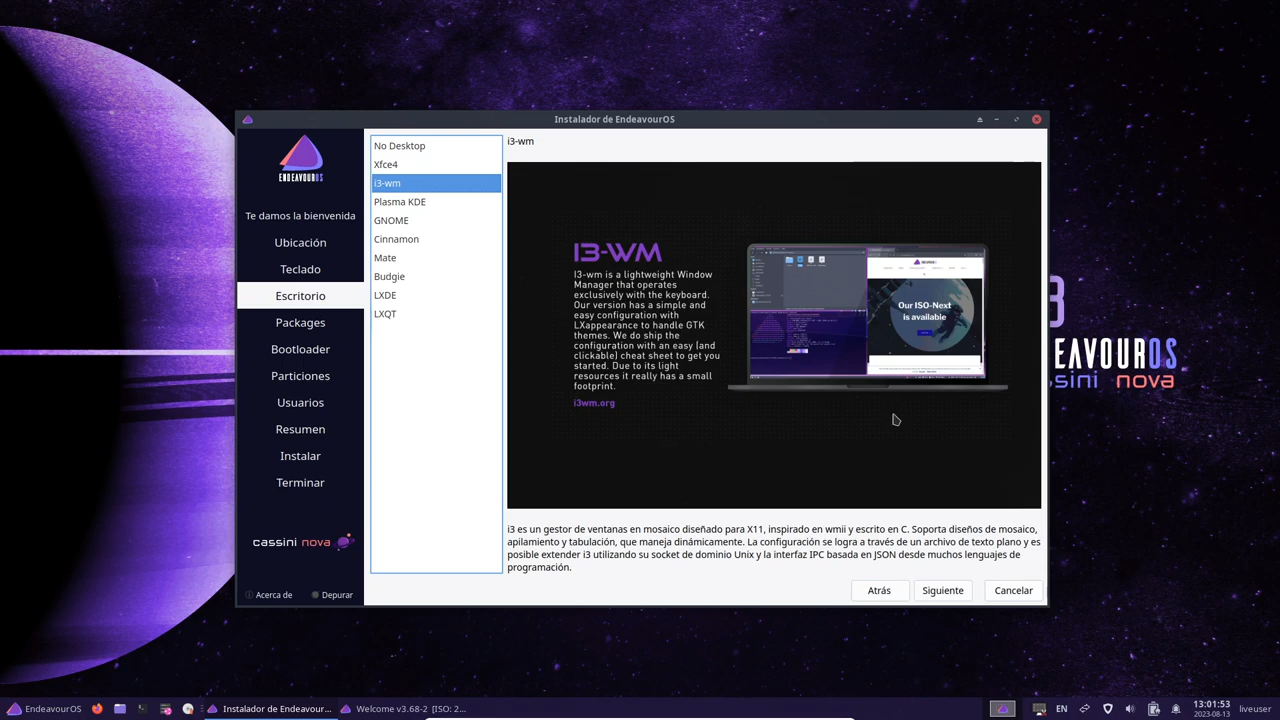 Instalador de EndeavourOS
ENDEAVOUROS
Te damos la bienvenida
Ubicación
Teclado
Escritorio
Packages
Bootloader
Particiones
Usuarios
Resumen
Instalar
Terminar
cassini nova
Acerca de
Depurar
No Desktop
Xfce4
i3-wm
Plasma KDE
GNOME
Cinnamon
Mate
Budgie
LXDE
LXQT
i3-wm
I3-WM
I3-wm is a lightweight Window
Manager that operates
exclusively with the keyboard.
Our version has a simple and
easy configuration with
LXappearance to handle GTK
themes. We do ship the
configuration with an easy (and
clickable) cheat sheet to get you
started. Due to its light
resources it really has a small
footprint.
i3wm.org
Our ISO-Next
is available
i3 es un gestor de ventanas en mosaico diseñado para X11, inspirado en wmii y escrito en C. Soporta diseños de mosaico,
apilamiento y tabulación, que maneja dinámicamente. La configuración se logra a través de un archivo de texto plano y es
posible extender i3 utilizando su socket de dominio Unix y la interfaz IPC basada en JSON desde muchos lenguajes de
programación.
Atrás
Siguiente
Cancelar
EAVOUROS
sini nova
EndeavourOS
Instalador de Endeavour...
Welcome v3.68-2 [ISO: 2...
EN
13:01:53
2023-08-13
liveuser